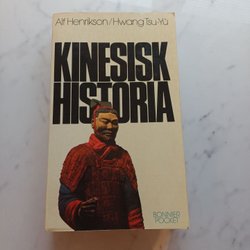 Alf Henrikson/Hwang Tsu-Yü
KINESISK
HISTORIA
BONNIER
POCKET